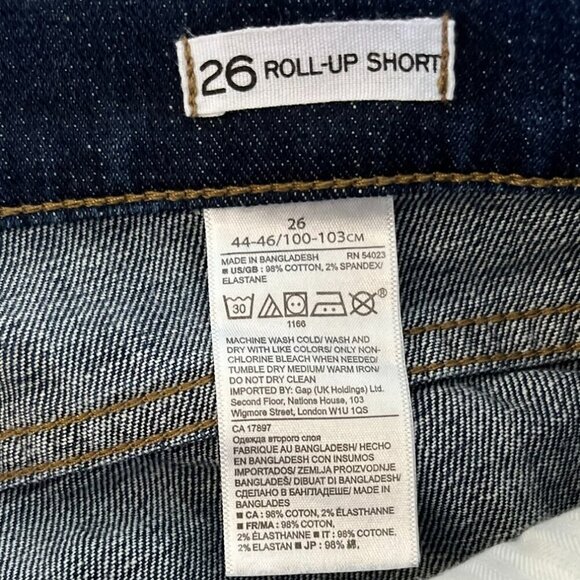 26 ROLL-UP SHORT
26
44-46/100-103CM
MADE IN BANGLADESH RN 54023
■ US/GB : 98% COTTON, 2% SPANDEX/
ELASTANE
30
1166
MACHINE WASH COLD/ WASH AND
DRY WITH LIKE COLORS/ ONLY NON-
CHLORINE BLEACH WHEN NEEDED/
TUMBLE DRY MEDIUM/ WARM IRON/
DO NOT DRY CLEAN
IMPORTED BY: Gap (UK Holdings) Ltd.
Second Floor, Nations House, 103
Wigmore Street, London W1U 1QS
CA 17897
Одежда второго слоя
FABRIQUE AU BANGLADESH/ HECHO
EN BANGLADESH CON INSUMOS
IMPORTADOS/ ZEMLJA PROIZVODNJE
BANGLADEŠ/ DIBUAT DI BANGLADESH/
СДЕЛАНО В БАНГЛАДЕШ/ MADE IN
BANGLADES
■ CA : 98% COTON, 2% ÉLASTHANNE
■ FR/MA : 98% COTON,
2% ÉLASTHANNE ■ IT : 98% COTONE,
2% ELASTAN ■ JP : 98% 綿,